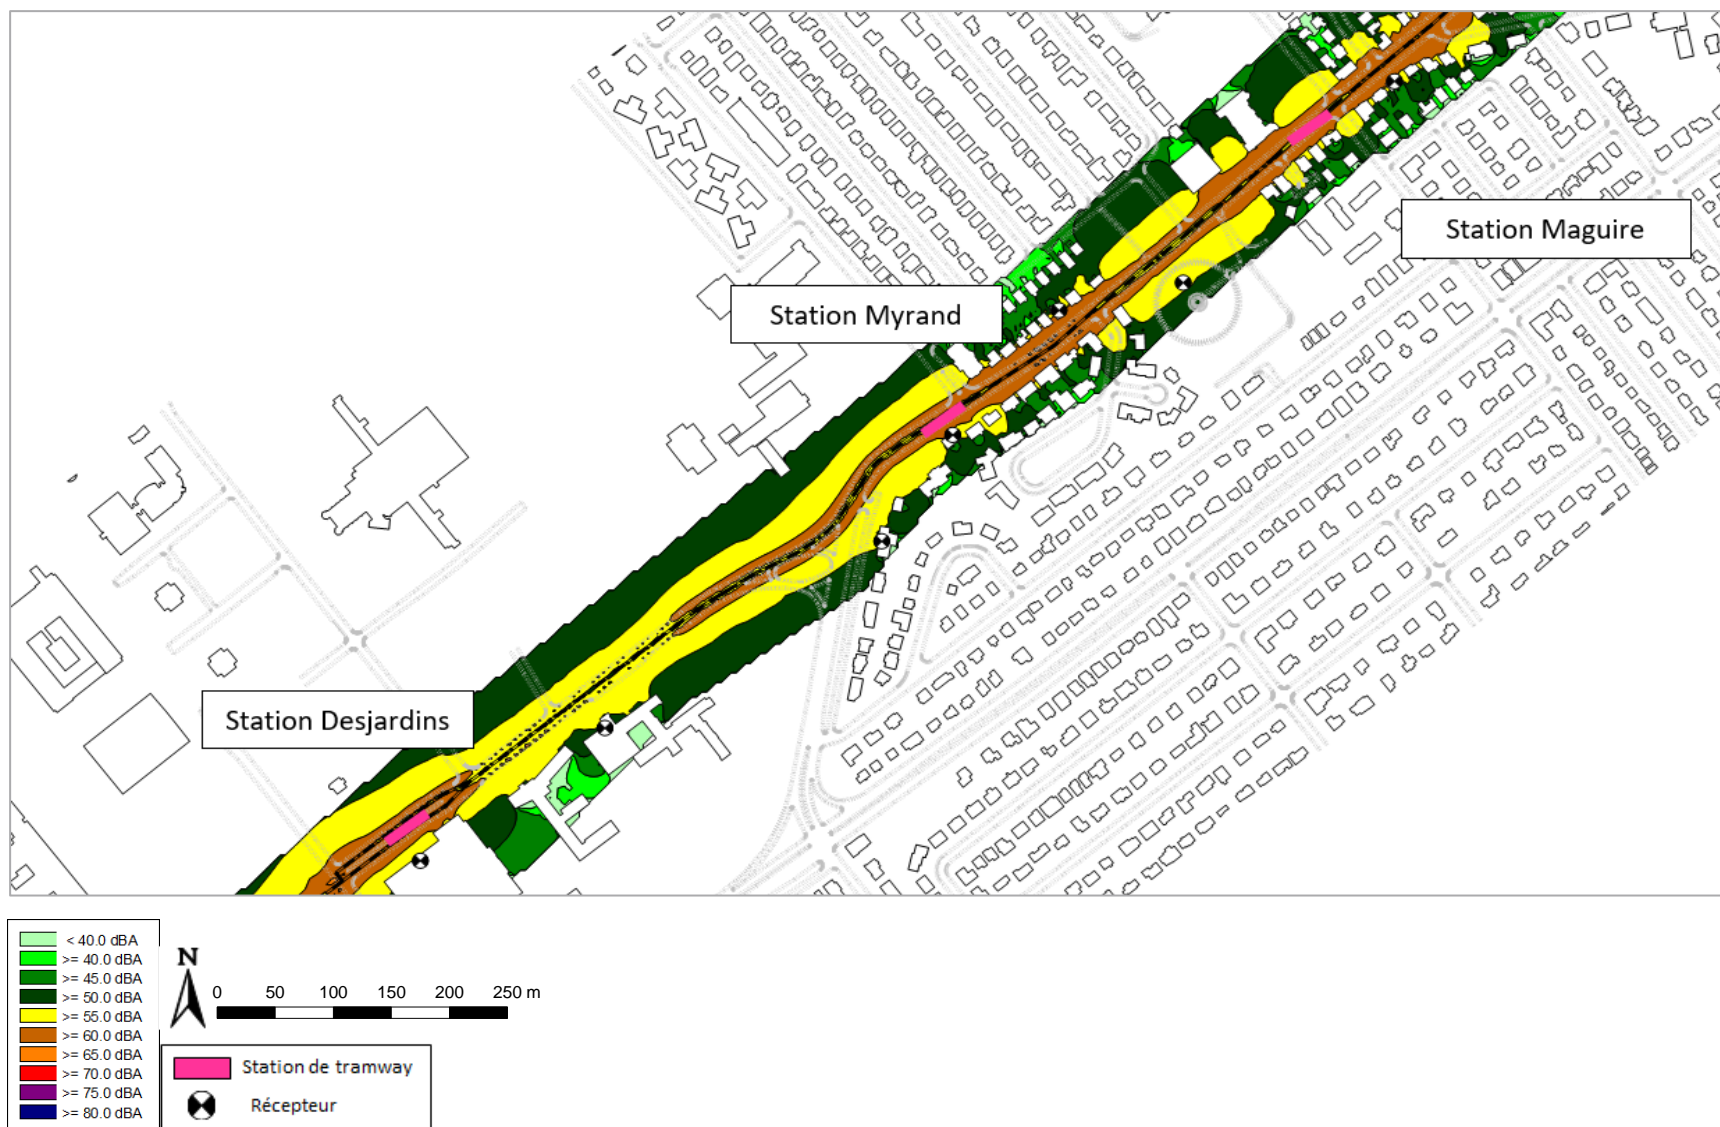 Station Maguire
Station Myrand
Station Desjardins
< 40.0 dBA
>= 40.0 dBA
>= 45.0 dBA
>= 50.0 dBA
>= 55.0 dBA
>= 60.0 dBA
>= 65.0 dBA
>= 70.0 dBA
>= 75.0 dBA
>= 80.0 dBA
N
0 50 100 150 200 250 m
Station de tramway
Récepteur